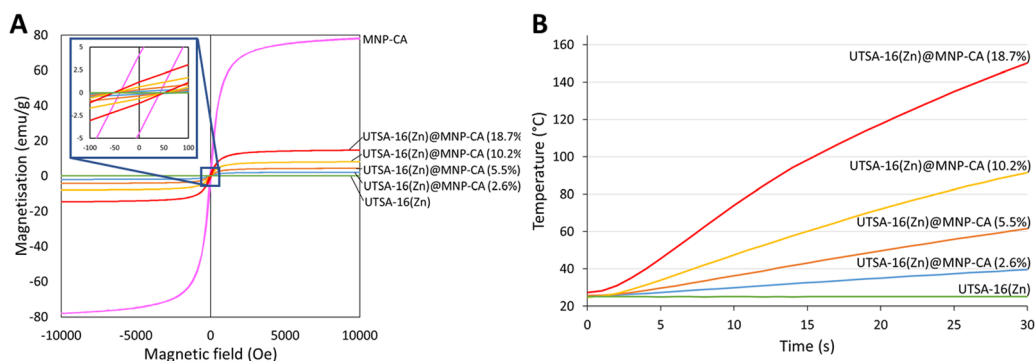 A
Magnetisation (emu/g)
80
60
40
20
0
-20
-40
-60
-80
-10000 -5000 0 5000 10000
Magnetic field (Oe)
5
3
1
-1
-3
-5
-100 -50 0 50 100
MNP-CA
UTSA-16(Zn)@MNP-CA (18.7%
UTSA-16(Zn)@MNP-CA (10.2%
UTSA-16(Zn)@MNP-CA (5.5%)
UTSA-16(Zn)@MNP-CA (2.6%)
UTSA-16(Zn)
B
Temperature (°C)
160
140
120
100
80
60
40
20
0 5 10 15 20 25 30
Time (s)
UTSA-16(Zn)@MNP-CA (18.7%)
UTSA-16(Zn)@MNP-CA (10.2%)
UTSA-16(Zn)@MNP-CA (5.5%)
UTSA-16(Zn)@MNP-CA (2.6%)
UTSA-16(Zn)